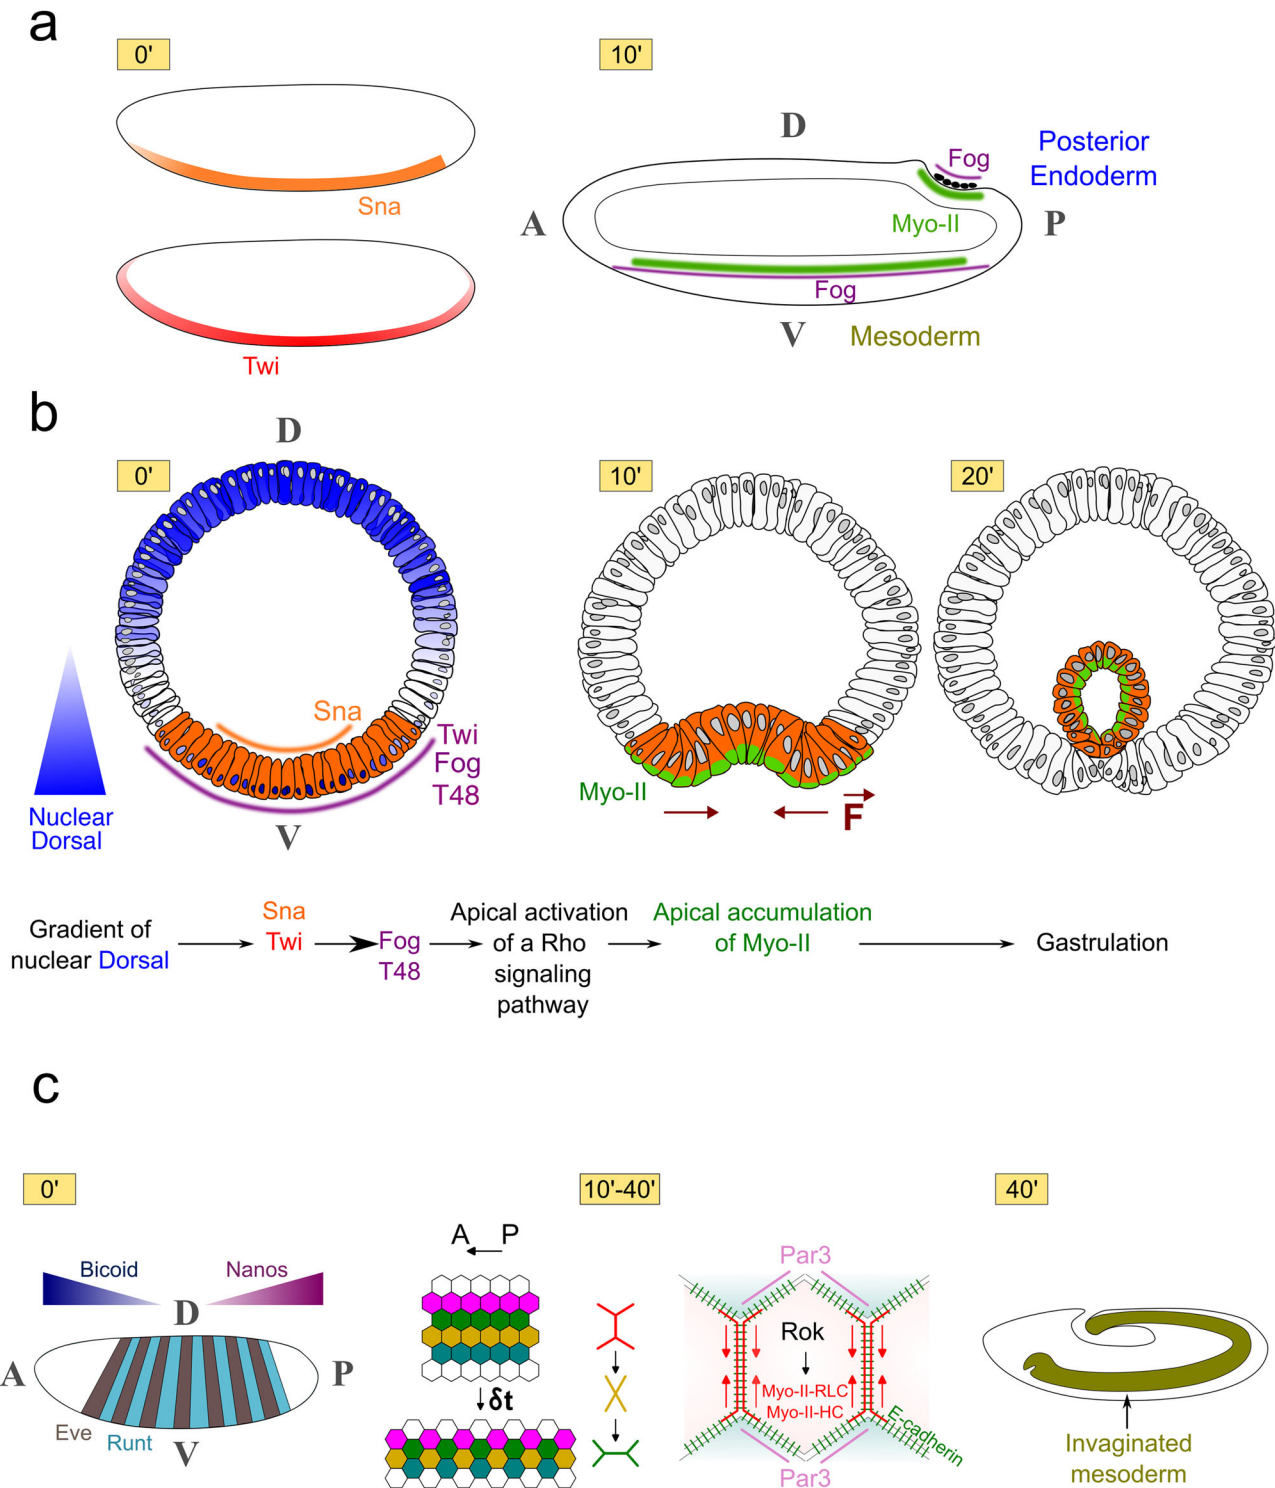 a
0'
10'
Sna
Twi
D
A
P
V
Fog
Posterior
Endoderm
Myo-II
Fog
Mesoderm
b
D
0'
10'
20'
Sna
Twi
Fog
T48
V
Nuclear
Dorsal
Myo-II
F
Gradient of
nuclear Dorsal
Sna
Twi
Fog
T48
Apical activation
of a Rho
signaling
pathway
Apical accumulation
of Myo-II
Gastrulation
c
0'
10'-40'
40'
Bicoid
Nanos
D
A
P
Eve
Runt
V
A P
δt
Par3
Rok
Myo-II-RLC
Myo-II-HC
E-cadherin
Par3
Invaginated
mesoderm